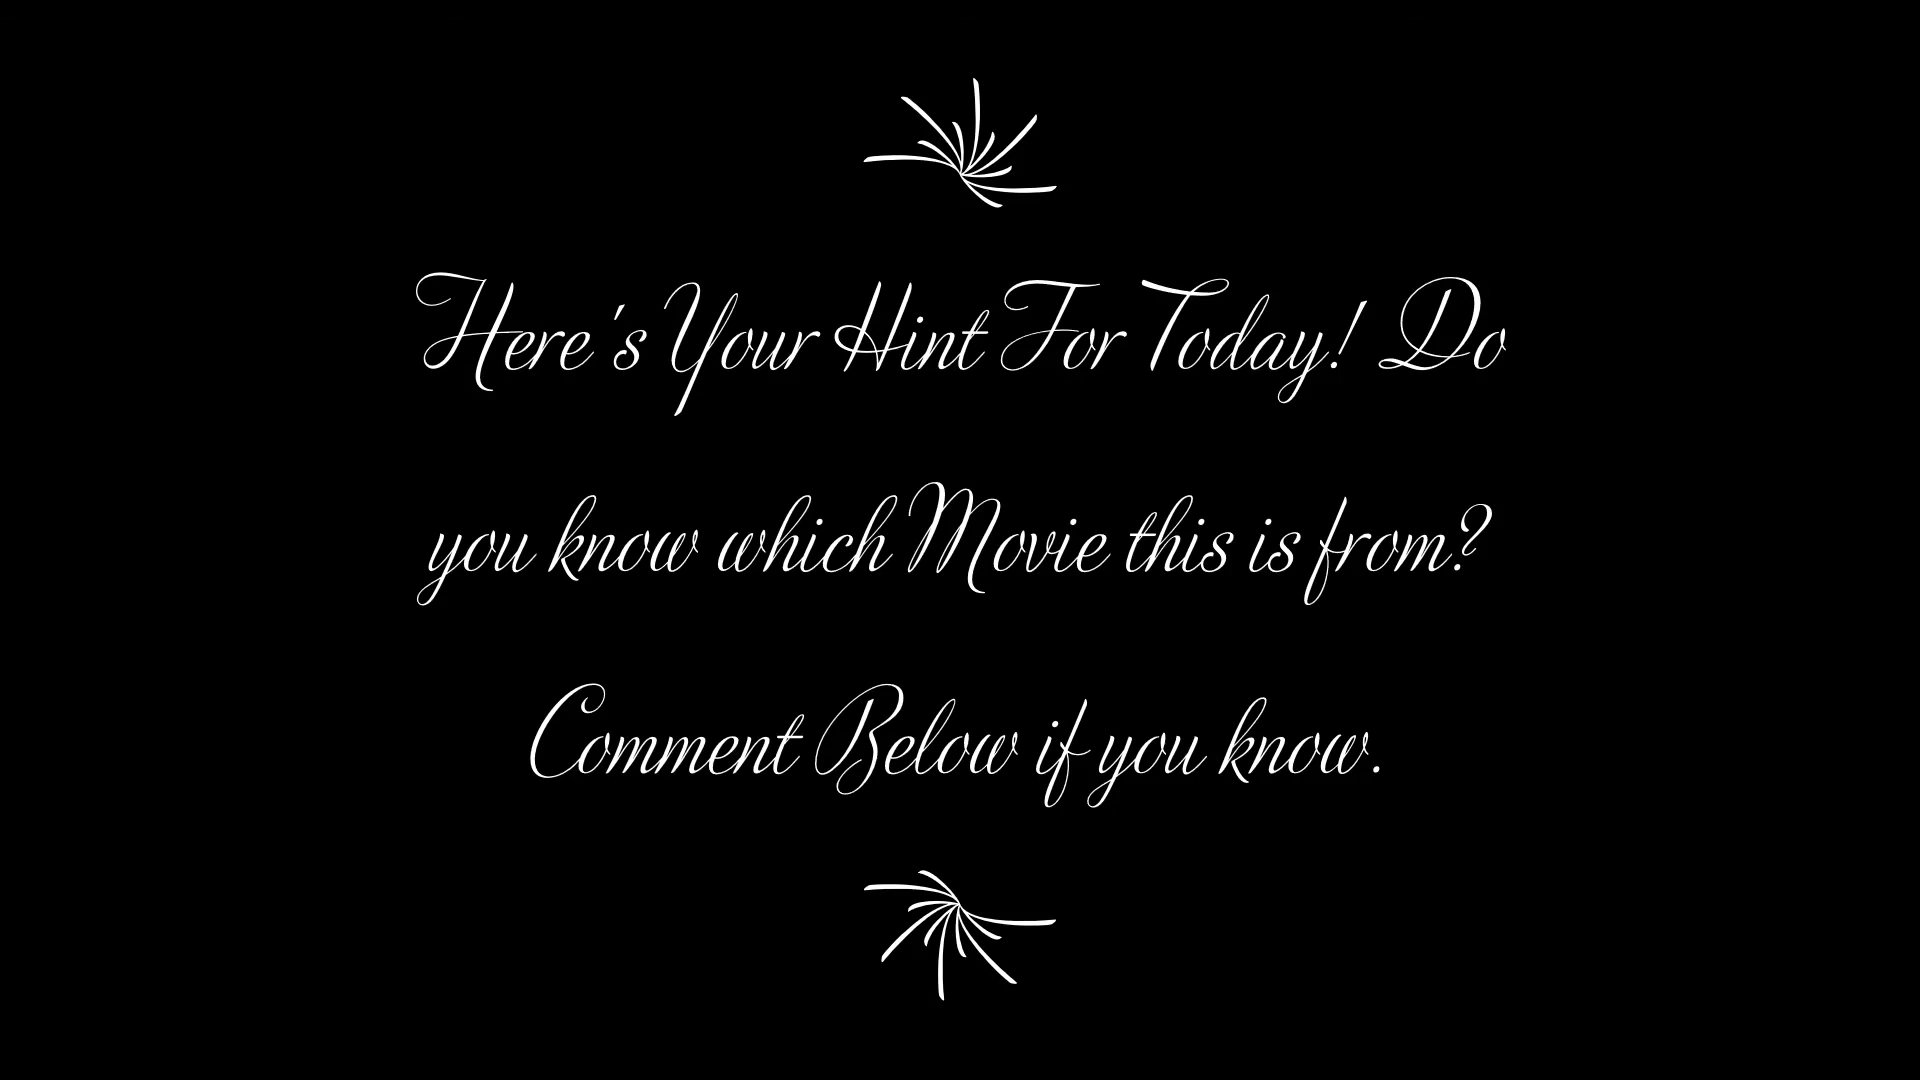 Here's Your Hint For Today! Do
you know which Movie this is from?
Comment Below if you know.